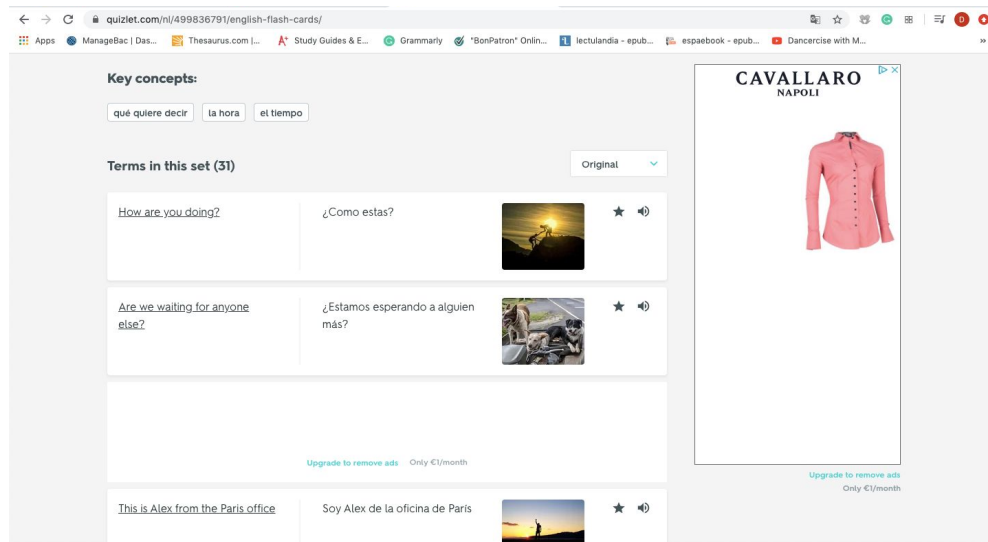 quizlet.com/nl/499836791/english-flash-cards/
Apps
ManageBac | Das...
Thesaurus.com |...
A+ Study Guides & E...
Grammarly
"BonPatron" Onlin...
lectulandia - epub...
espaebook - epub...
Dancercise with M...
»
Key concepts:
qué quiere decir
la hora
el tiempo
Terms in this set (31)
Original
How are you doing?
¿Como estas?
Are we waiting for anyone
else?
¿Estamos esperando a alguien
más?
Upgrade to remove ads Only €1/month
This is Alex from the Paris office
Soy Alex de la oficina de París
CAVALLARO
NAPOLI
Upgrade to remove ads
Only €1/month
D